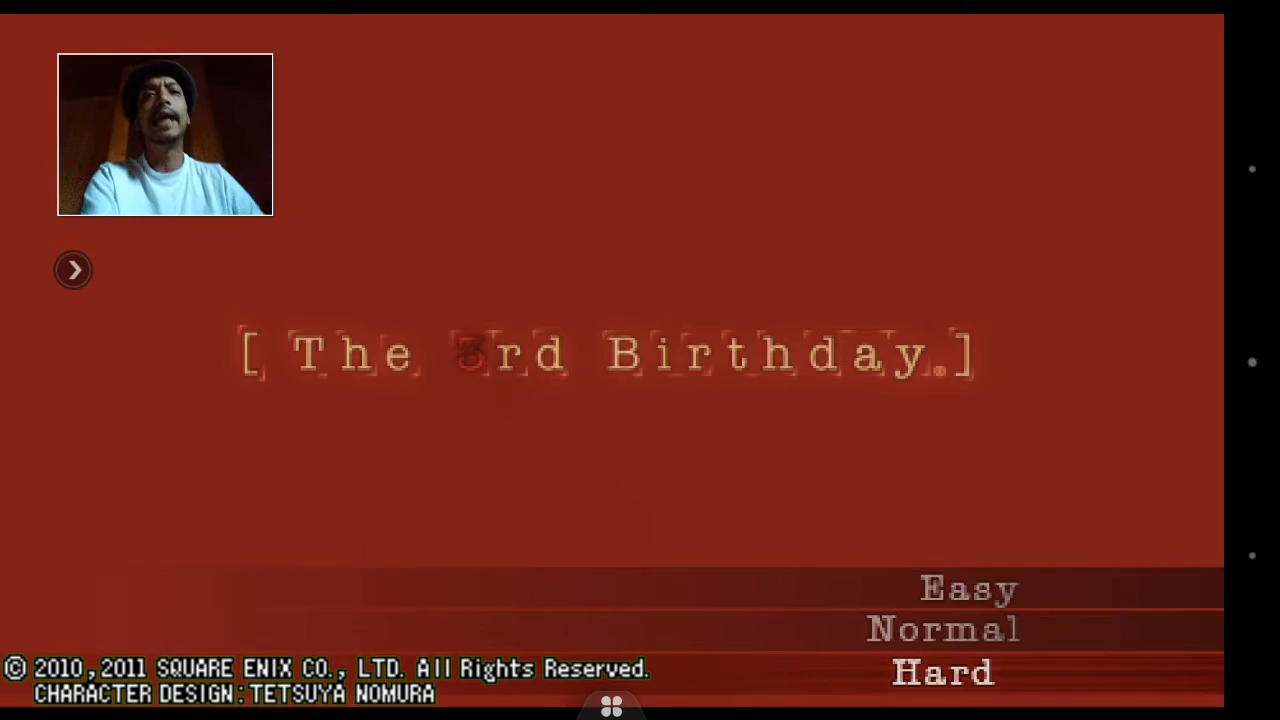 [ The 3rd Birthday.]
Easy
Normal
Hard
© 2010,2011 SQUARE ENIX CO., LTD. All Rights Reserved.
CHARACTER DESIGN:TETSUYA NOMURA